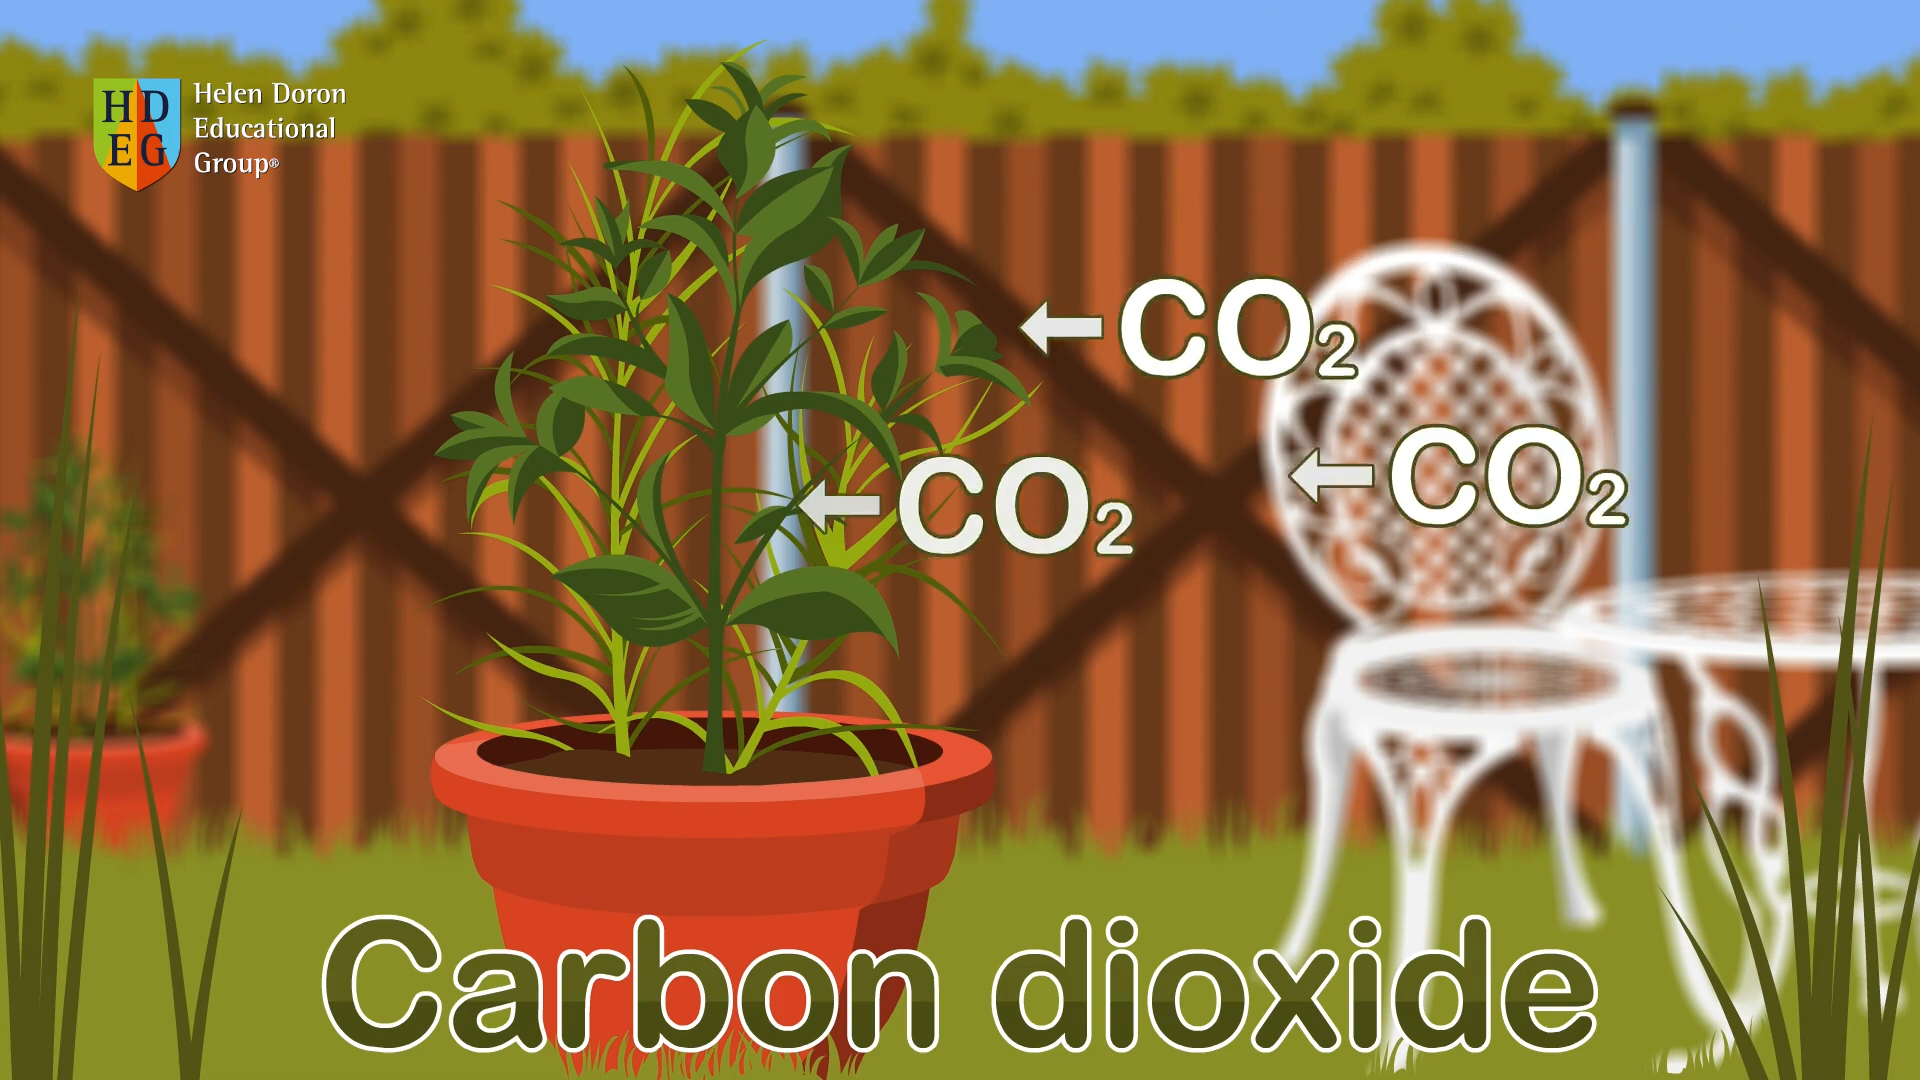 HD
EG
Helen Doron
Educational
Group®
CO2
CO2
CO2
Carbon dioxide